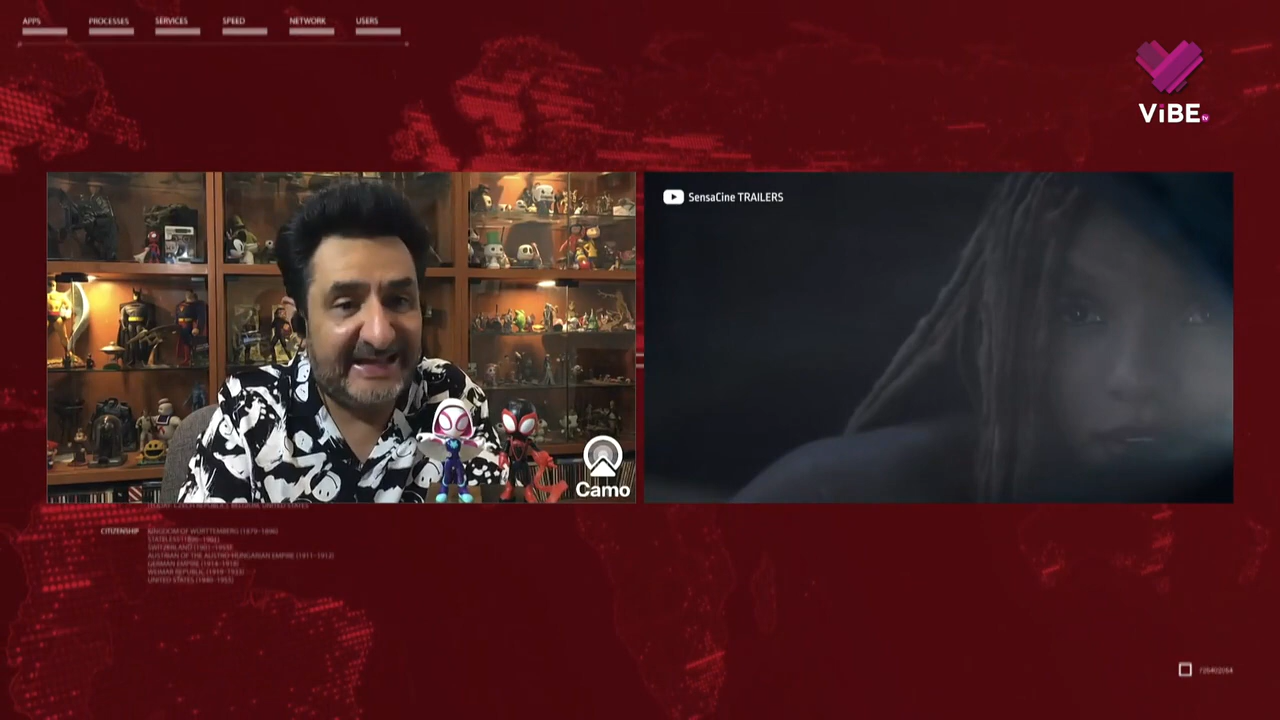 APPS PROCESSES SERVICES SPEED NETWORK USERS
ViBE tv
SensaCine TRAILERS
Camo
CITIZENSHIP KINGDOM OF WÜRTTEMBERG (1879-1896)
STATELESS (1896-1901)
SWITZERLAND (1901-1955)
AUSTRIAN OF THE AUSTRO-HUNGARIAN EMPIRE (1911-1912)
GERMAN EMPIRE (1914-1918)
WEIMAR REPUBLIC (1919-1933)
UNITED STATES (1940-1955)